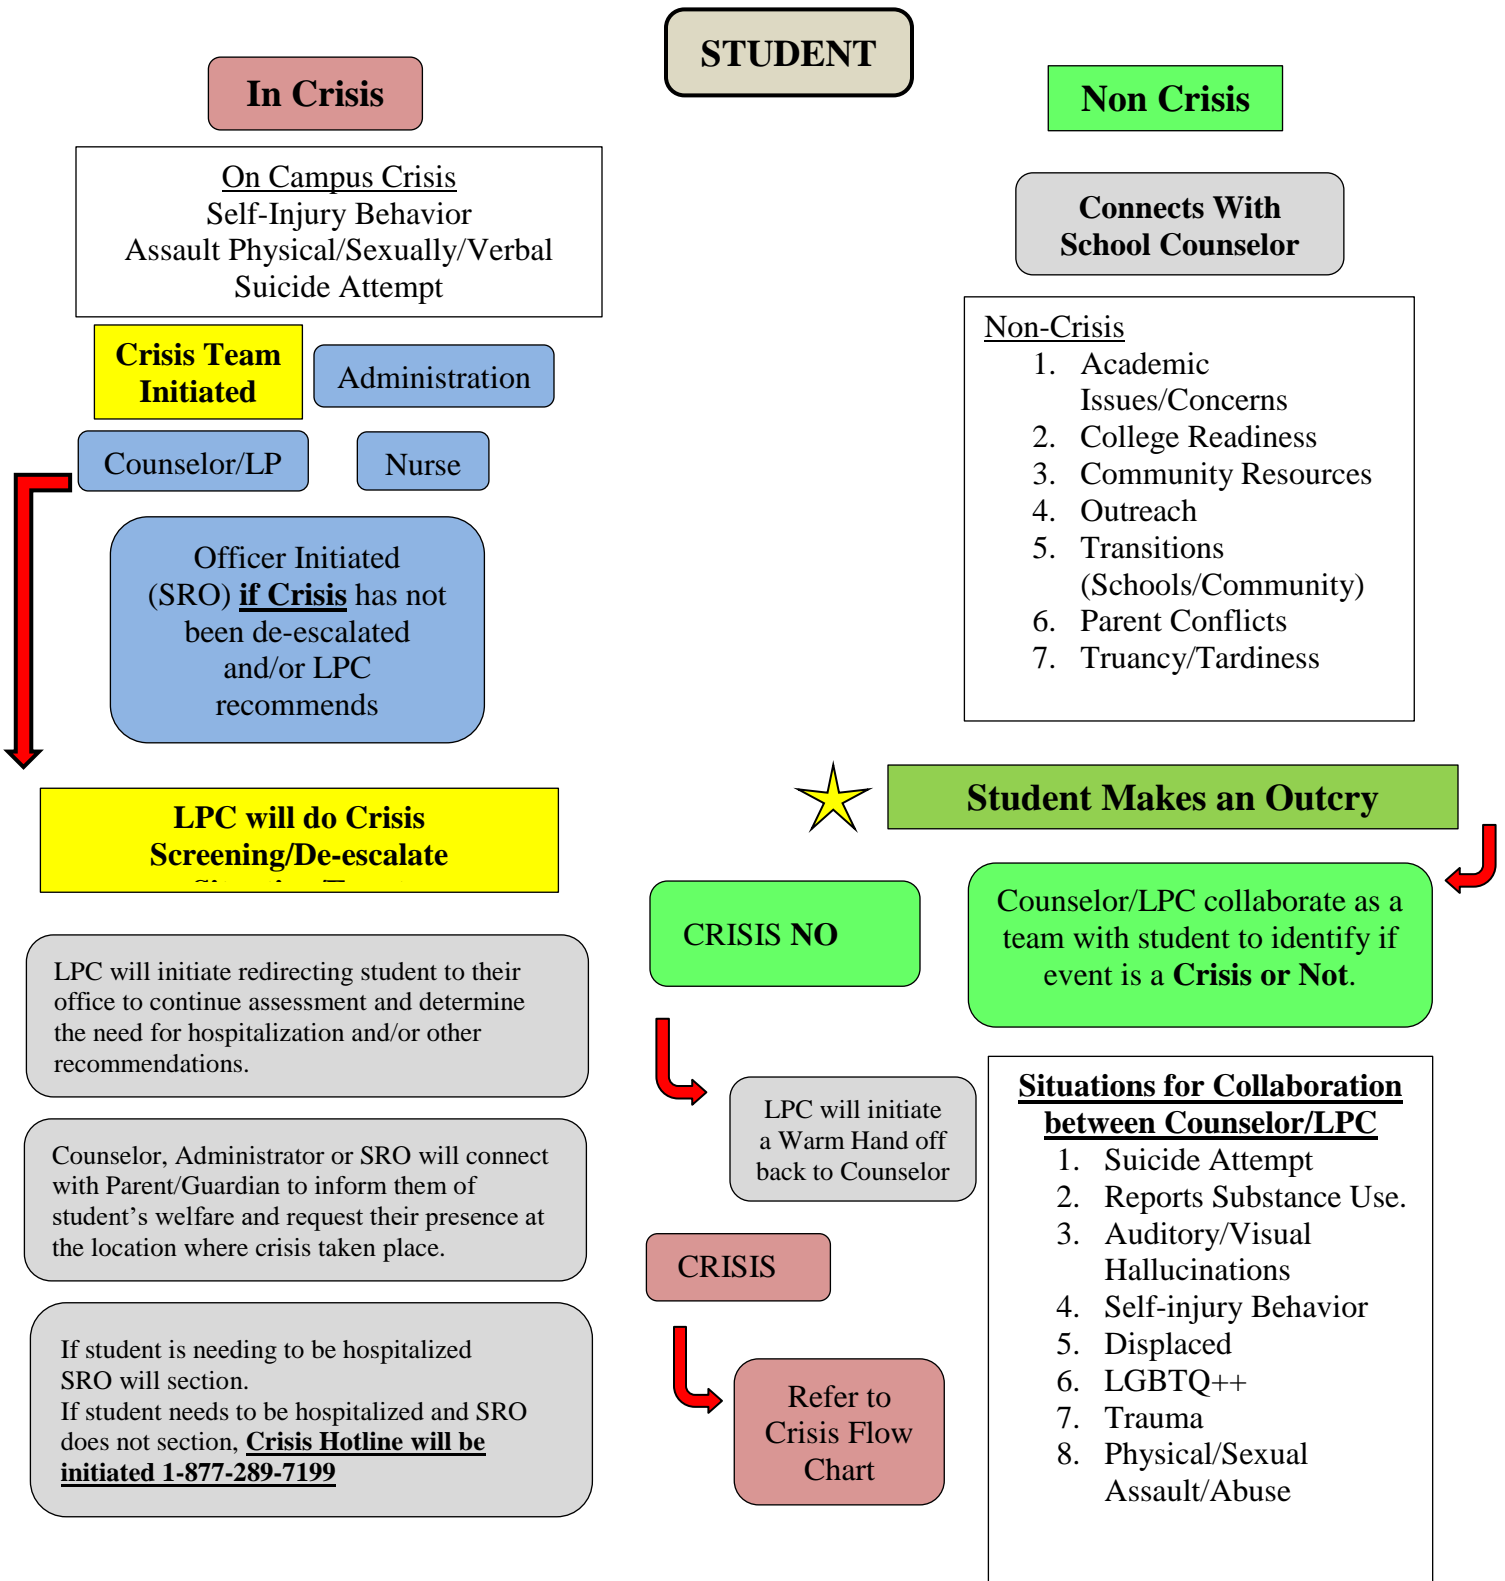 STUDENT
In Crisis
On Campus Crisis
Self-Injury Behavior
Assault Physical/Sexually/Verbal
Suicide Attempt
Crisis Team
Initiated
Administration
Counselor/LP
Nurse
Officer Initiated
(SRO) if Crisis has not
been de-escalated
and/or LPC
recommends
LPC will do Crisis
Screening/De-escalate
LPC will initiate redirecting student to their
office to continue assessment and determine
the need for hospitalization and/or other
recommendations.
Counselor, Administrator or SRO will connect
with Parent/Guardian to inform them of
student’s welfare and request their presence at
the location where crisis taken place.
If student is needing to be hospitalized
SRO will section.
If student needs to be hospitalized and SRO
does not section, Crisis Hotline will be
initiated 1-877-289-7199
Non Crisis
Connects With
School Counselor
Non-Crisis
1. Academic
Issues/Concerns
2. College Readiness
3. Community Resources
4. Outreach
5. Transitions
(Schools/Community)
6. Parent Conflicts
7. Truancy/Tardiness
Student Makes an Outcry
Counselor/LPC collaborate as a
team with student to identify if
event is a Crisis or Not.
CRISIS NO
LPC will initiate
a Warm Hand off
back to Counselor
CRISIS
Refer to
Crisis Flow
Chart
Situations for Collaboration
between Counselor/LPC
1. Suicide Attempt
2. Reports Substance Use.
3. Auditory/Visual
Hallucinations
4. Self-injury Behavior
5. Displaced
6. LGBTQ++
7. Trauma
8. Physical/Sexual
Assault/Abuse